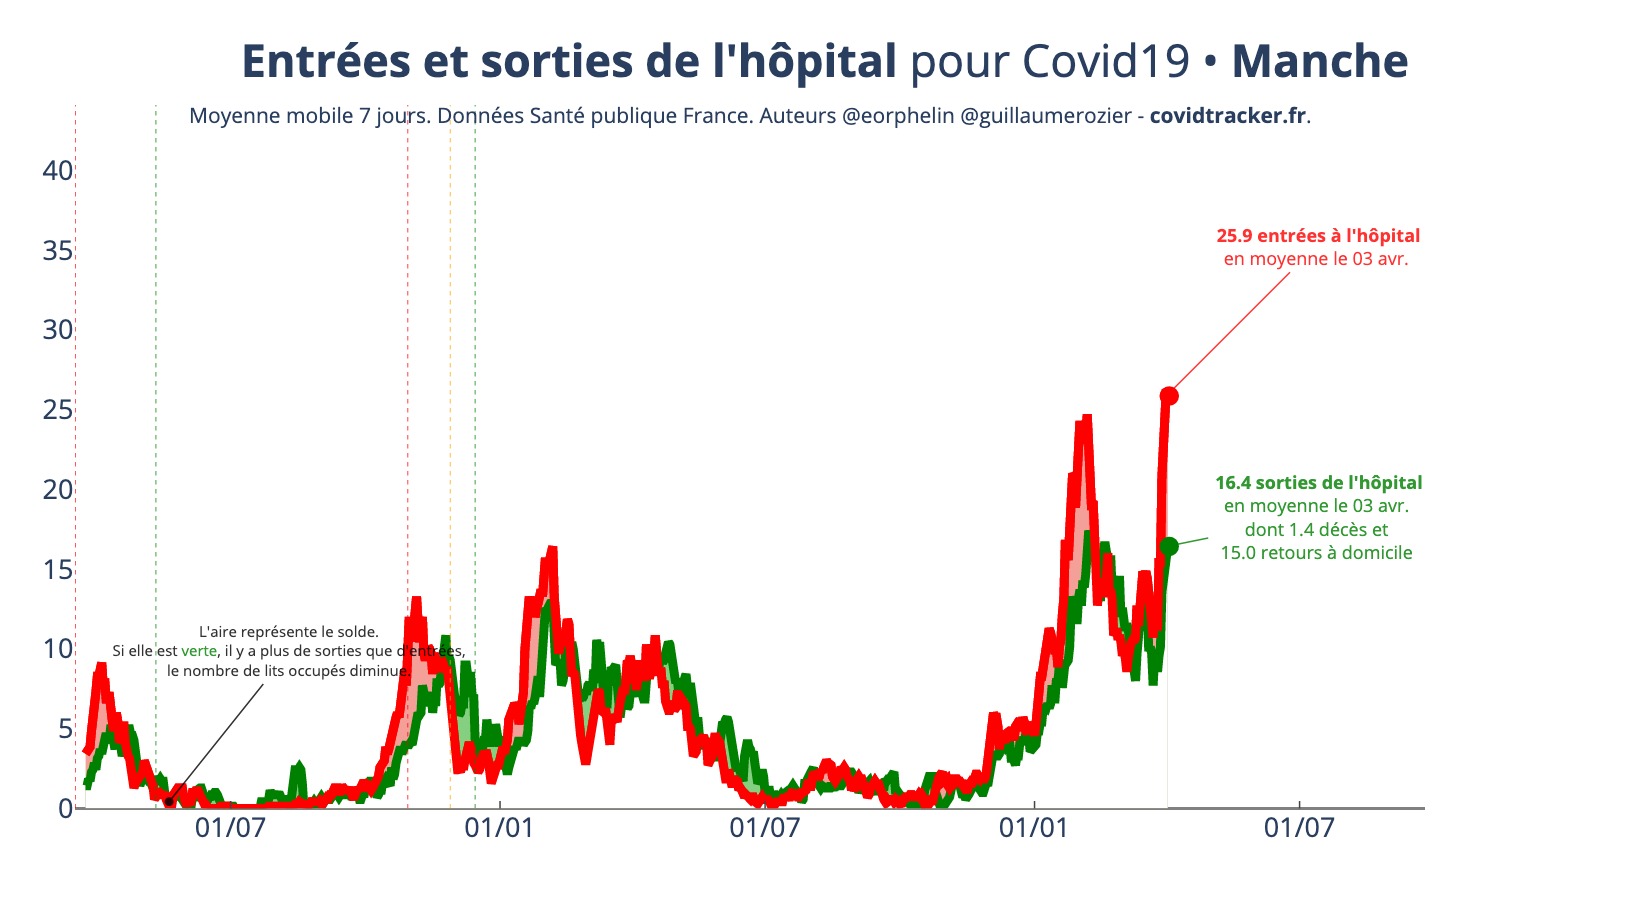 Entrées et sorties de l'hôpital pour Covid19 • Manche
Moyenne mobile 7 jours. Données Santé publique France. Auteurs @eorphelin @guillaumerozier - covidtracker.fr.
40
35
30
25
20
15
10
5
0
25.9 entrées à l'hôpital
en moyenne le 03 avr.
16.4 sorties de l'hôpital
en moyenne le 03 avr.
dont 1.4 décès et
15.0 retours à domicile
L'aire représente le solde.
Si elle est verte, il y a plus de sorties que d'entrées,
le nombre de lits occupés diminue.
01/07
01/01
01/07
01/01
01/07